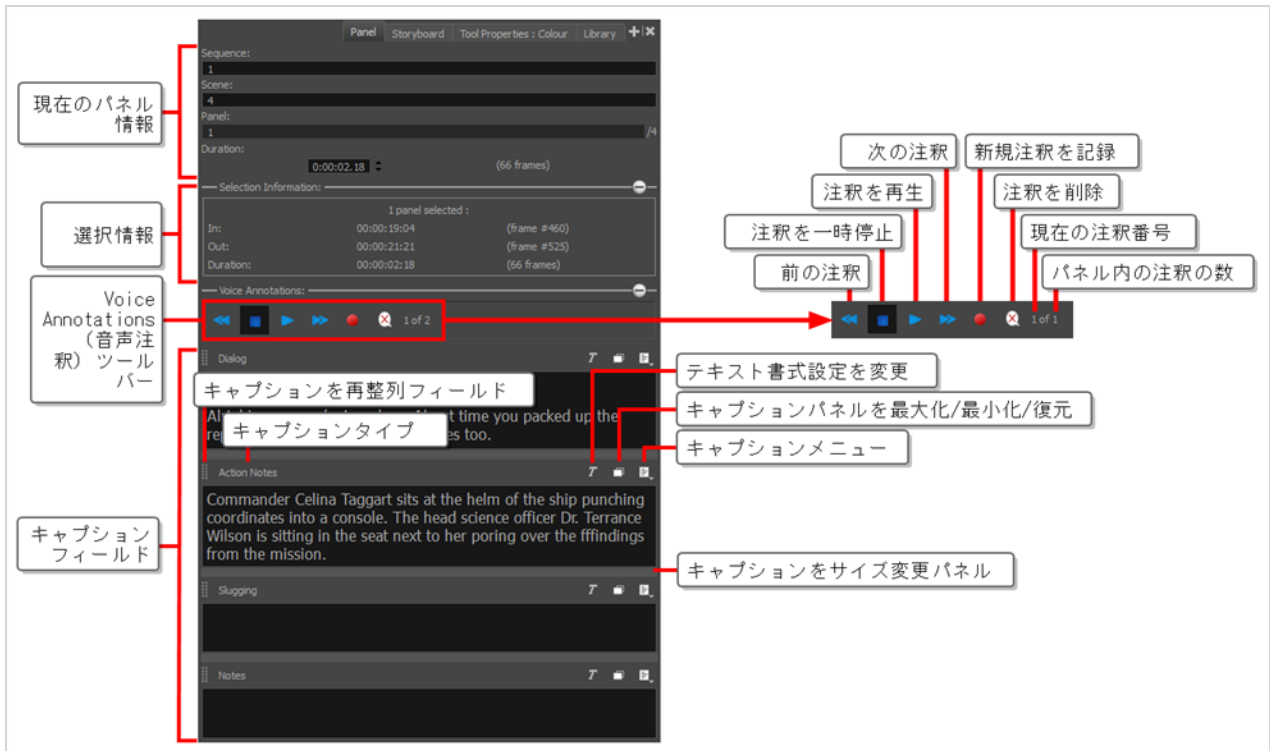 Panel
Storyboard
Tool Properties : Colour
Library
Sequence:
1
Scene:
4
Panel:
1
/4
Duration:
0:00:02.18
(66 frames)
Selection Information:
1 panel selected :
In:
00:00:19:04
(frame #460)
Out:
00:00:21:21
(frame #525)
Duration:
00:00:02:18
(66 frames)
Voice Annotations:
1 of 2
Dialog
time you packed up the
es too.
Action Notes
Commander Celina Taggart sits at the helm of the ship punching
coordinates into a console. The head science officer Dr. Terrance
Wilson is sitting in the seat next to her poring over the fffindings
from the mission.
Slugging
Notes
現在のパネル
情報
選択情報
Voice
Annotations
(音声注
釈) ツール
バー
キャプション
フィールド
キャプションを再整列フィールド
キャプションタイプ
次の注釈
新規注釈を記録
注釈を再生
注釈を削除
注釈を一時停止
現在の注釈番号
前の注釈
パネル内の注釈の数
1 of 1
テキスト書式設定を変更
キャプションパネルを最大化/最小化/復元
キャプションメニュー
キャプションをサイズ変更パネル